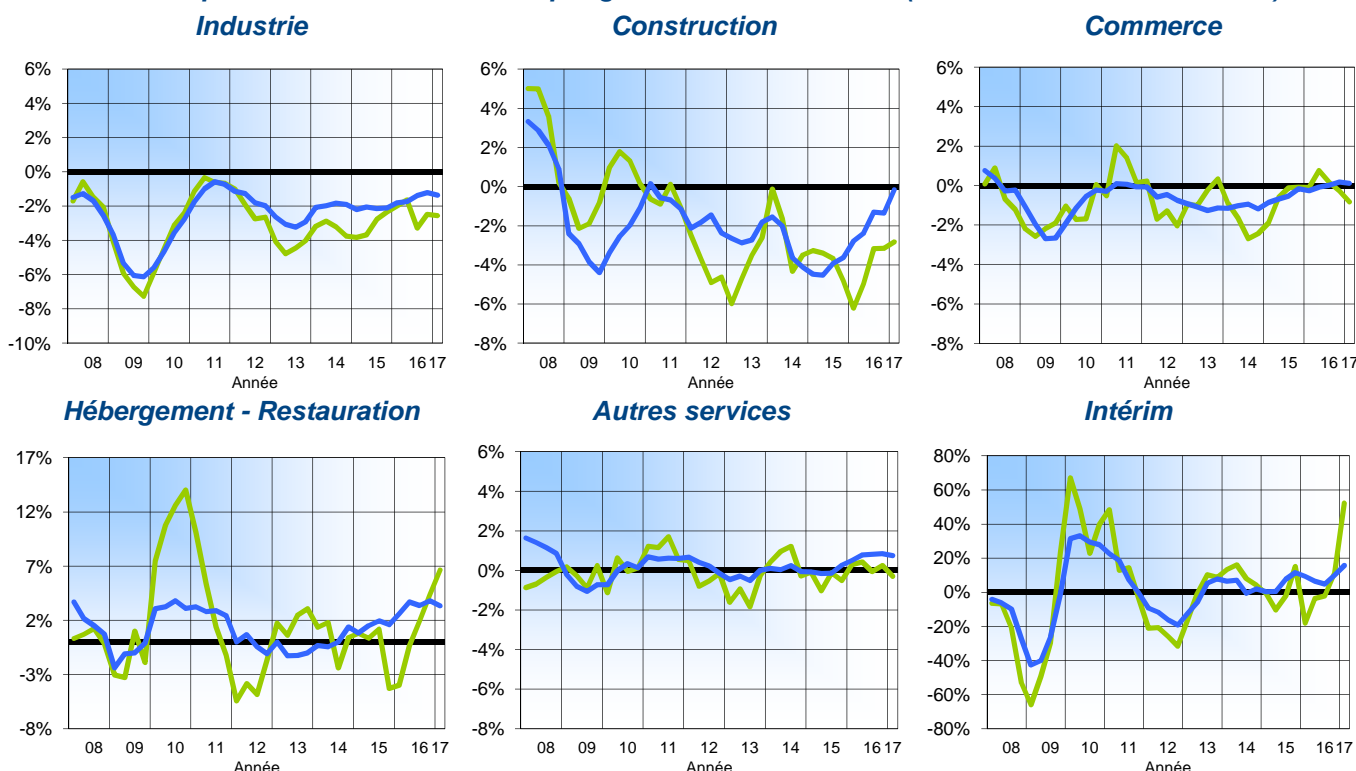 Industrie
Construction
Commerce
6%
4%
2%
0%
-2%
-4%
-6%
-8%
-10%
08 09 10 11 12 13 14 15 16 17
Année
6%
4%
2%
0%
-2%
-4%
-6%
-8%
08 09 10 11 12 13 14 15 16 17
Année
6%
4%
2%
0%
-2%
-4%
-6%
-8%
08 09 10 11 12 13 14 15 16 17
Année
Hébergement - Restauration
Autres services
Intérim
17%
12%
7%
2%
-3%
-8%
08 09 10 11 12 13 14 15 16 17
Année
6%
4%
2%
0%
-2%
-4%
-6%
-8%
08 09 10 11 12 13 14 15 16 17
Année
80%
60%
40%
20%
0%
-20%
-40%
-60%
-80%
08 09 10 11 12 13 14 15 16 17
Année